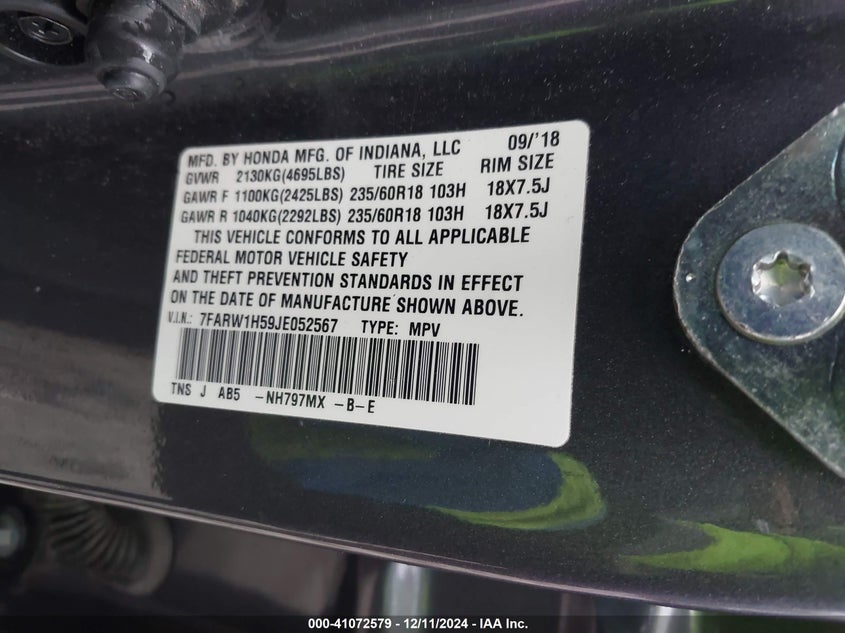 MFD. BY HONDA MFG. OF INDIANA, LLC 09/'18
GVWR 2130KG(4695LBS) TIRE SIZE RIM SIZE
GAWR F 1100KG(2425LBS) 235/60R18 103H 18X7.5J
GAWR R 1040KG(2292LBS) 235/60R18 103H 18X7.5J
THIS VEHICLE CONFORMS TO ALL APPLICABLE
FEDERAL MOTOR VEHICLE SAFETY
AND THEFT PREVENTION STANDARDS IN EFFECT
ON THE DATE OF MANUFACTURE SHOWN ABOVE.
V.I.N.: 7FARW1H59JE052567 TYPE: MPV
TNS J AB5 -NH797MX -B-E
000-41072579 - 12/11/2024 - IAA Inc.